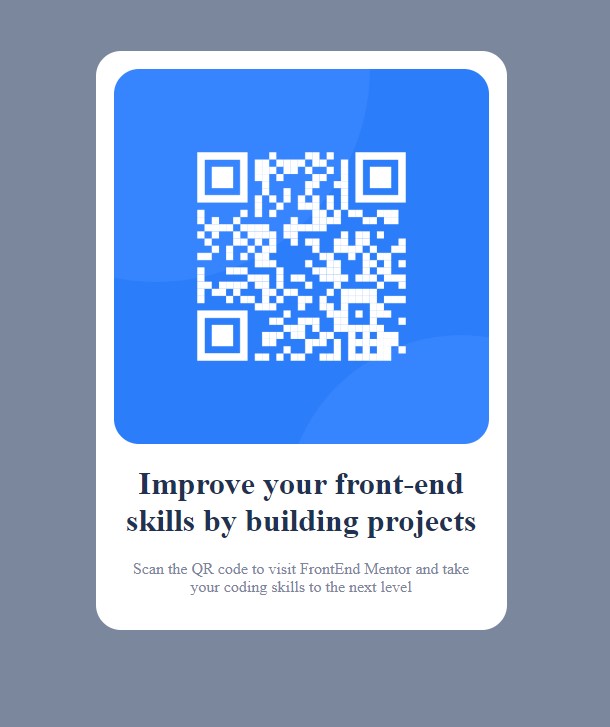 Improve your front-end
skills by building projects
Scan the QR code to visit FrontEnd Mentor and take
your coding skills to the next level